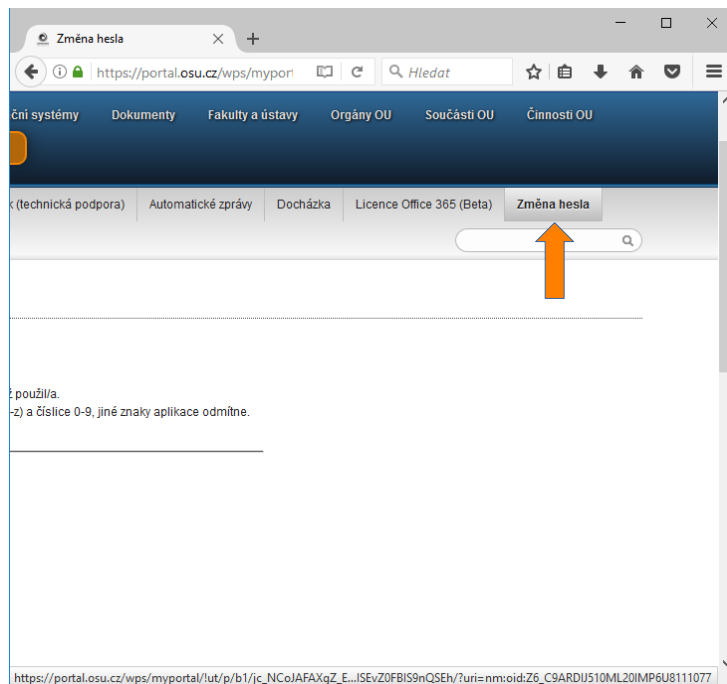 Změna hesla
https://portal.osu.cz/wps/myport
Hledat
ční systémy Dokumenty Fakulty a ústavy Orgány OU Součásti OU Činnosti OU
(technická podpora) Automatické zprávy Docházka Licence Office 365 (Beta) Změna hesla
ž použil/a.
-z) a číslice 0-9, jiné znaky aplikace odmítne.
https://portal.osu.cz/wps/myportal/!ut/p/b1/jc_NCoJAFAXgZ_E...lSEvZ0FBIS9nQSEh/?uri=nm:oid:Z6_C9ARDIJ510ML20IMP6U8111077